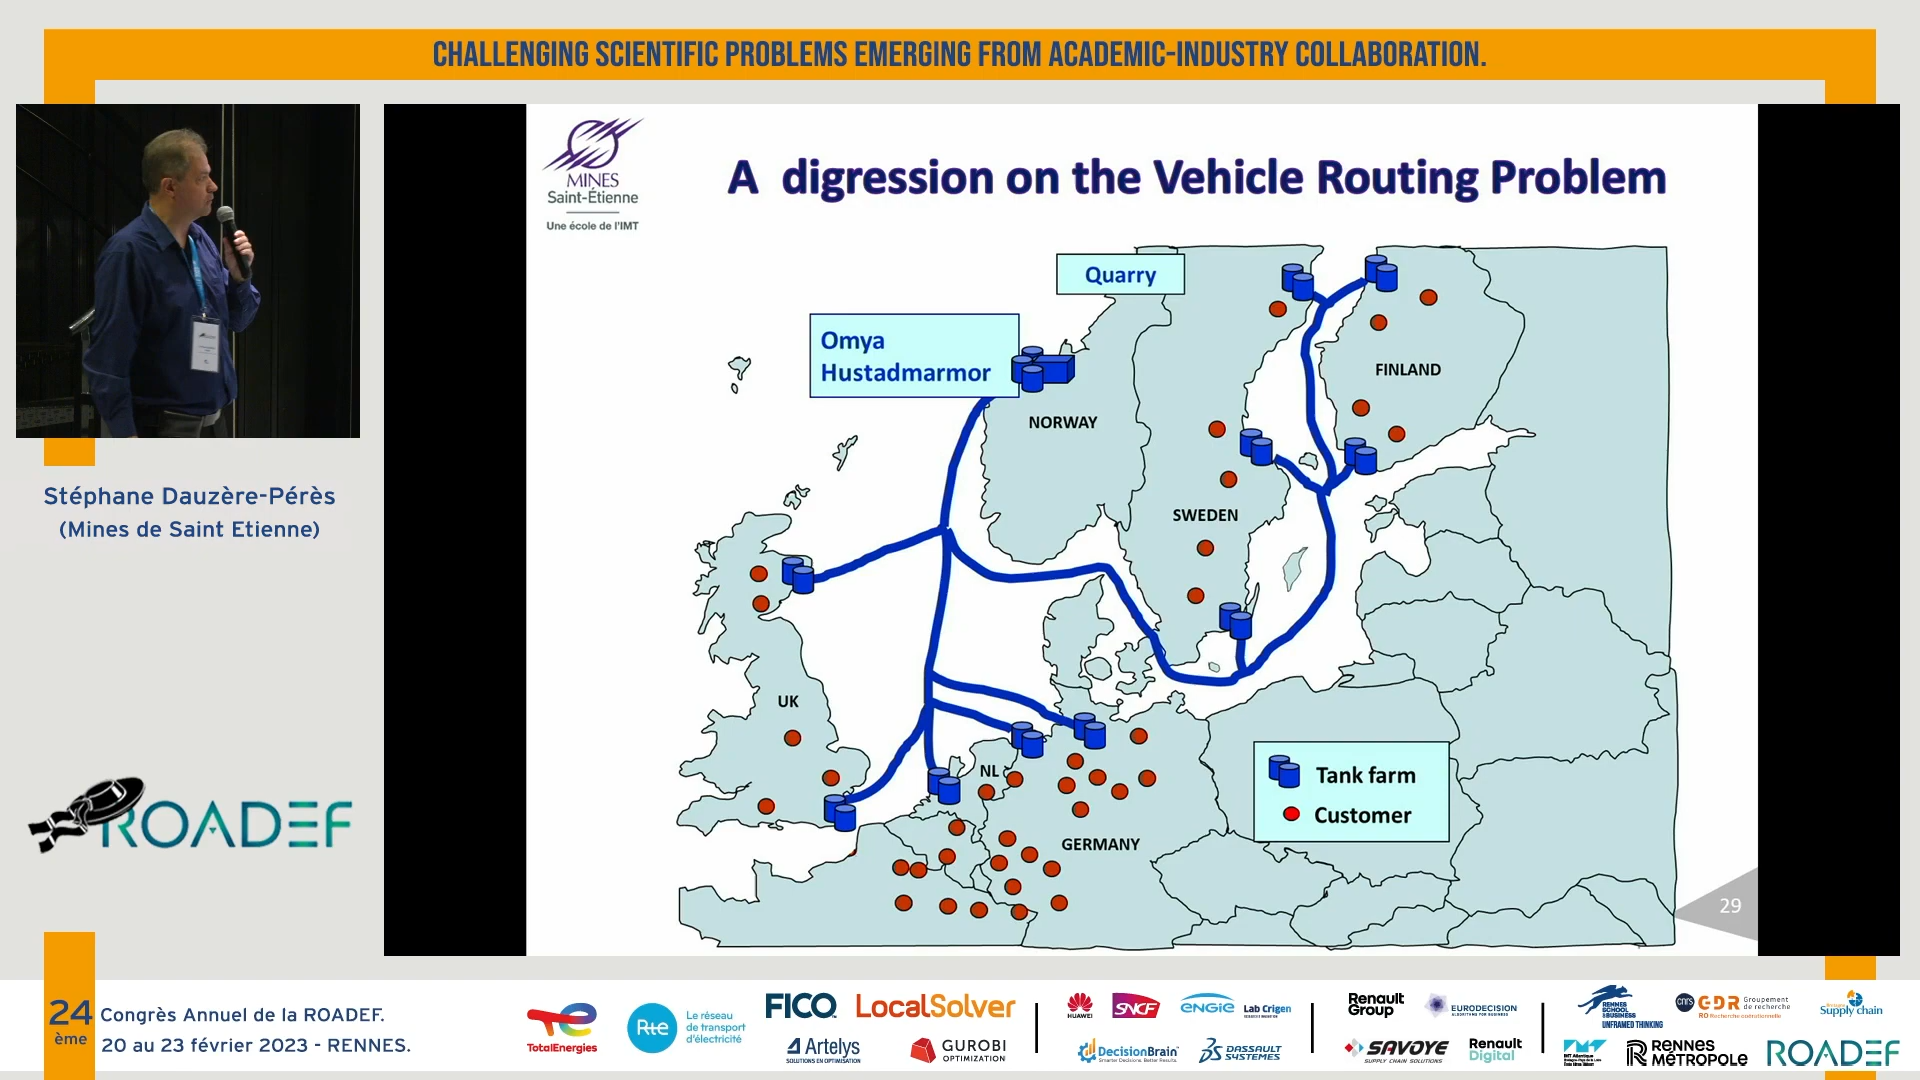 CHALLENGING SCIENTIFIC PROBLEMS EMERGING FROM ACADEMIC-INDUSTRY COLLABORATION.
MINES
Saint-Étienne
Une école de l'IMT
A digression on the Vehicle Routing Problem
Quarry
Omya
Hustadmarmor
NORWAY
FINLAND
SWEDEN
UK
NL
GERMANY
Tank farm
Customer
29
Stéphane Dauzère-Pérès
(Mines de Saint Etienne)
ROADEF
24
ème
Congrès Annuel de la ROADEF.
20 au 23 février 2023 - RENNES.
TotalEnergies
Rte
Le réseau
de transport
d'électricité
FICO
LocalSolver
Artelys
SOLUTIONS EN OPTIMISATION
GUROBI
OPTIMIZATION
HUAWEI
SNCF
ENGIE
Lab Crigen
DecisionBrain
DASSAULT
SYSTEMES
Renault
Group
EURODECISION
SAVOYE
SUPPLY CHAIN SOLUTIONS
Renault
Digital
RENNES
SCHOOL
OF BUSINESS
UNFRAMED THINKING
cnrs
GDR
Groupement
de recherche
RO Recherche opérationnelle
Supply chain
IMT Atlantique
RENNES
MÉTROPOLE
ROADEF